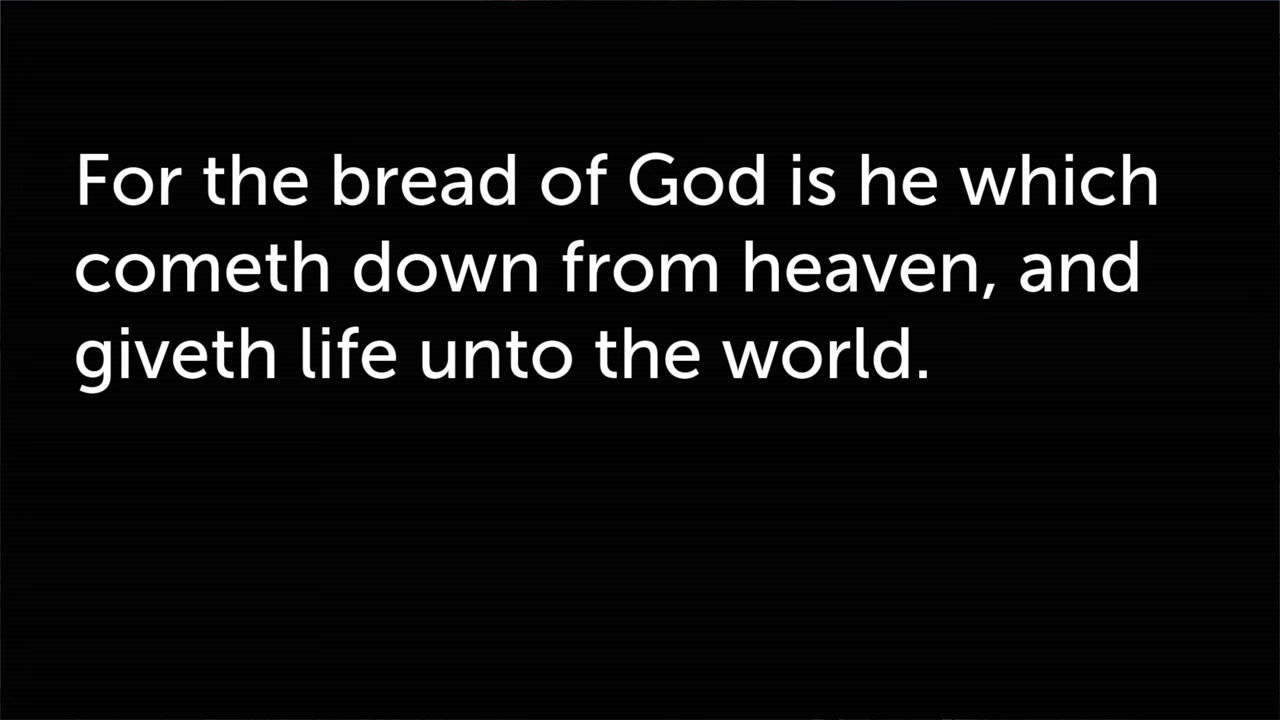 For the bread of God is he which
cometh down from heaven, and
giveth life unto the world.